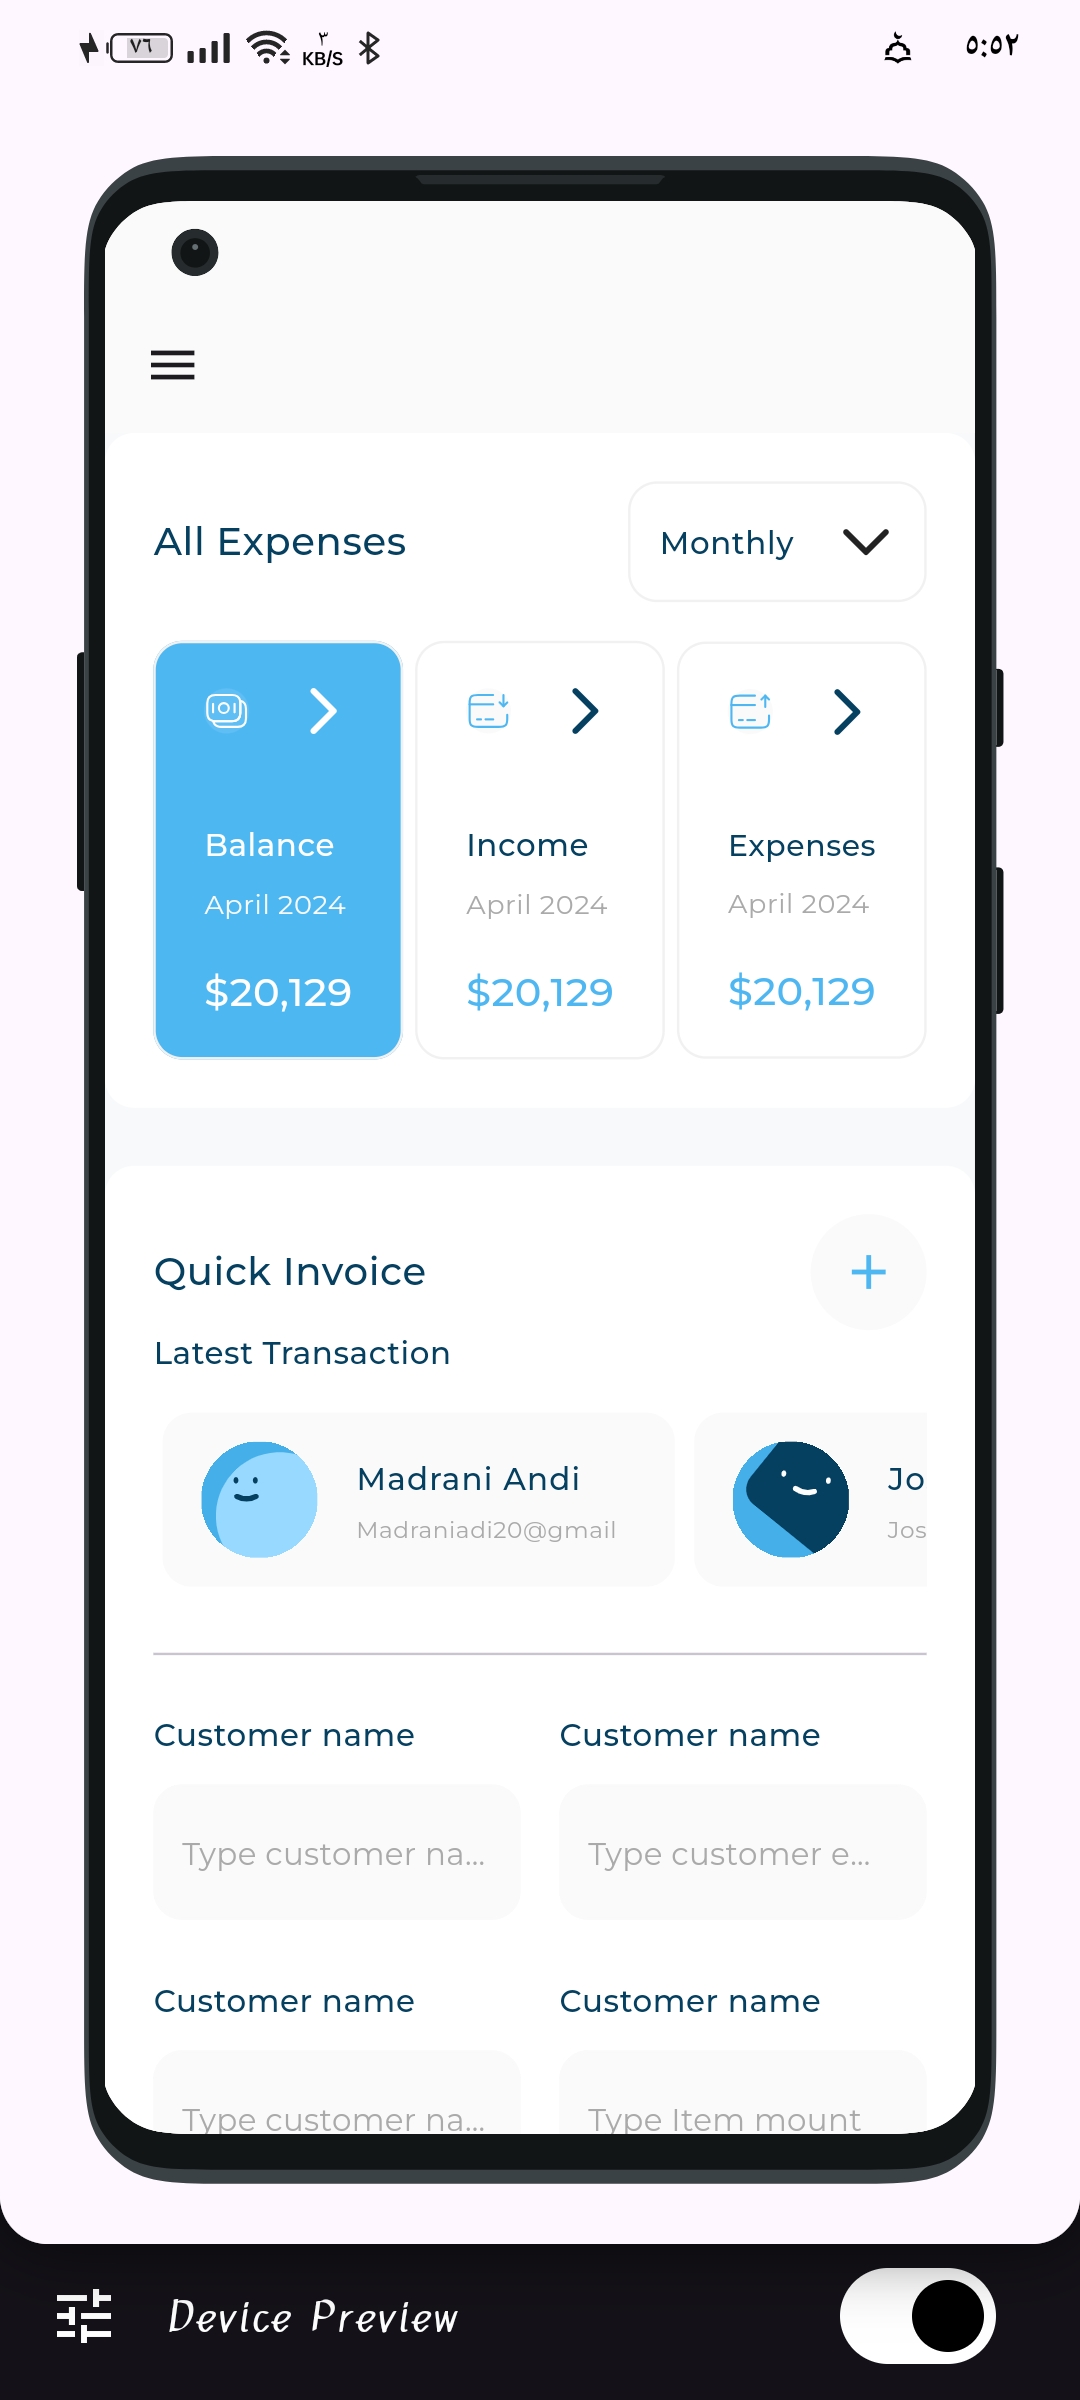 ٧٦
٣
KB/S
٥:٥٢
All Expenses
Monthly
Balance
April 2024
$20,129
Income
April 2024
$20,129
Expenses
April 2024
$20,129
Quick Invoice
Latest Transaction
Madrani Andi
Madraniadi20@gmail
Jo
Jos
Customer name
Customer name
Type customer na...
Type customer e...
Customer name
Customer name
Type customer na...
Type Item mount
Device Preview